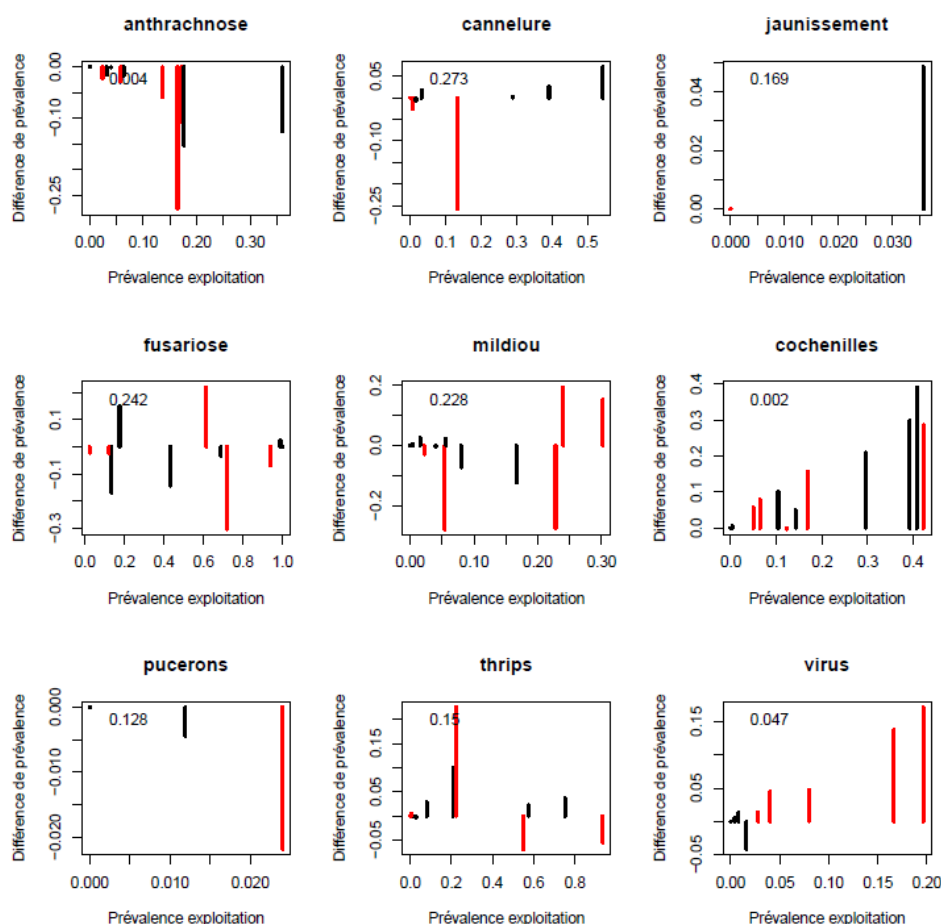 anthrachnose
cannelure
jaunissement
Différence de prévalence
0.00
-0.10
-0.25
0.004
0.00 0.10 0.20 0.30
Prévalence exploitation
Différence de prévalence
0.05
-0.10
-0.25
0.273
0.0 0.1 0.2 0.3 0.4 0.5
Prévalence exploitation
Différence de prévalence
0.04
0.02
0.00
0.169
0.000 0.010 0.020 0.030
Prévalence exploitation
fusariose
mildiou
cochenilles
Différence de prévalence
0.1
-0.1
-0.3
0.242
0.0 0.2 0.4 0.6 0.8 1.0
Prévalence exploitation
Différence de prévalence
0.2
0.0
-0.2
0.228
0.00 0.10 0.20 0.30
Prévalence exploitation
Différence de prévalence
0.4
0.3
0.2
0.1
0.0
0.002
0.0 0.1 0.2 0.3 0.4
Prévalence exploitation
pucerons
thrips
virus
Différence de prévalence
0.000
-0.010
-0.020
0.128
0.000 0.010 0.020
Prévalence exploitation
Différence de prévalence
0.15
0.05
-0.05
0.15
0.0 0.2 0.4 0.6 0.8
Prévalence exploitation
Différence de prévalence
0.15
0.05
-0.05
0.047
0.00 0.05 0.10 0.15 0.20
Prévalence exploitation